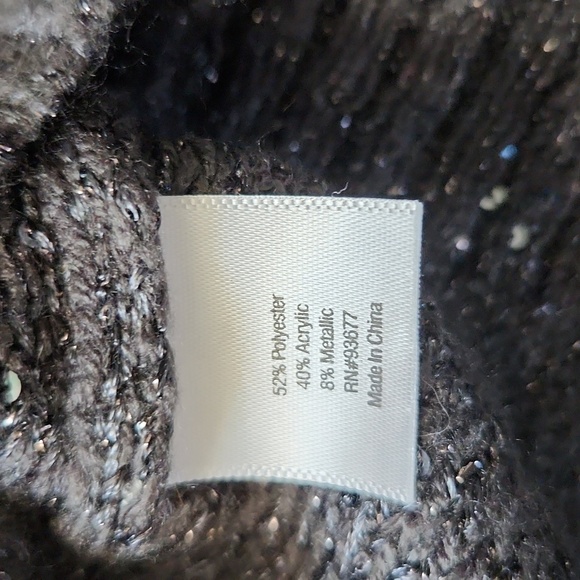 52% Polyester
40% Acrylic
8% Metallic
RN#93677
Made In China